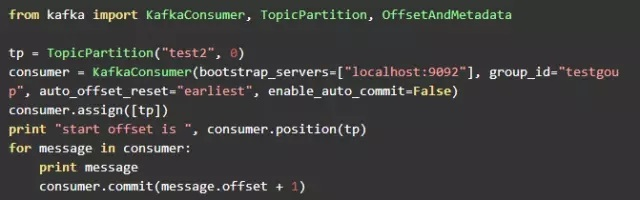 from kafka import KafkaConsumer, TopicPartition, OffsetAndMetadata
tp = TopicPartition("test2", 0)
consumer = KafkaConsumer(bootstrap_servers=["localhost:9092"], group_id="testgou
p", auto_offset_reset="earliest", enable_auto_commit=False)
consumer.assign([tp])
print "start offset is ", consumer.position(tp)
for message in consumer:
    print message
    consumer.commit(message.offset + 1)